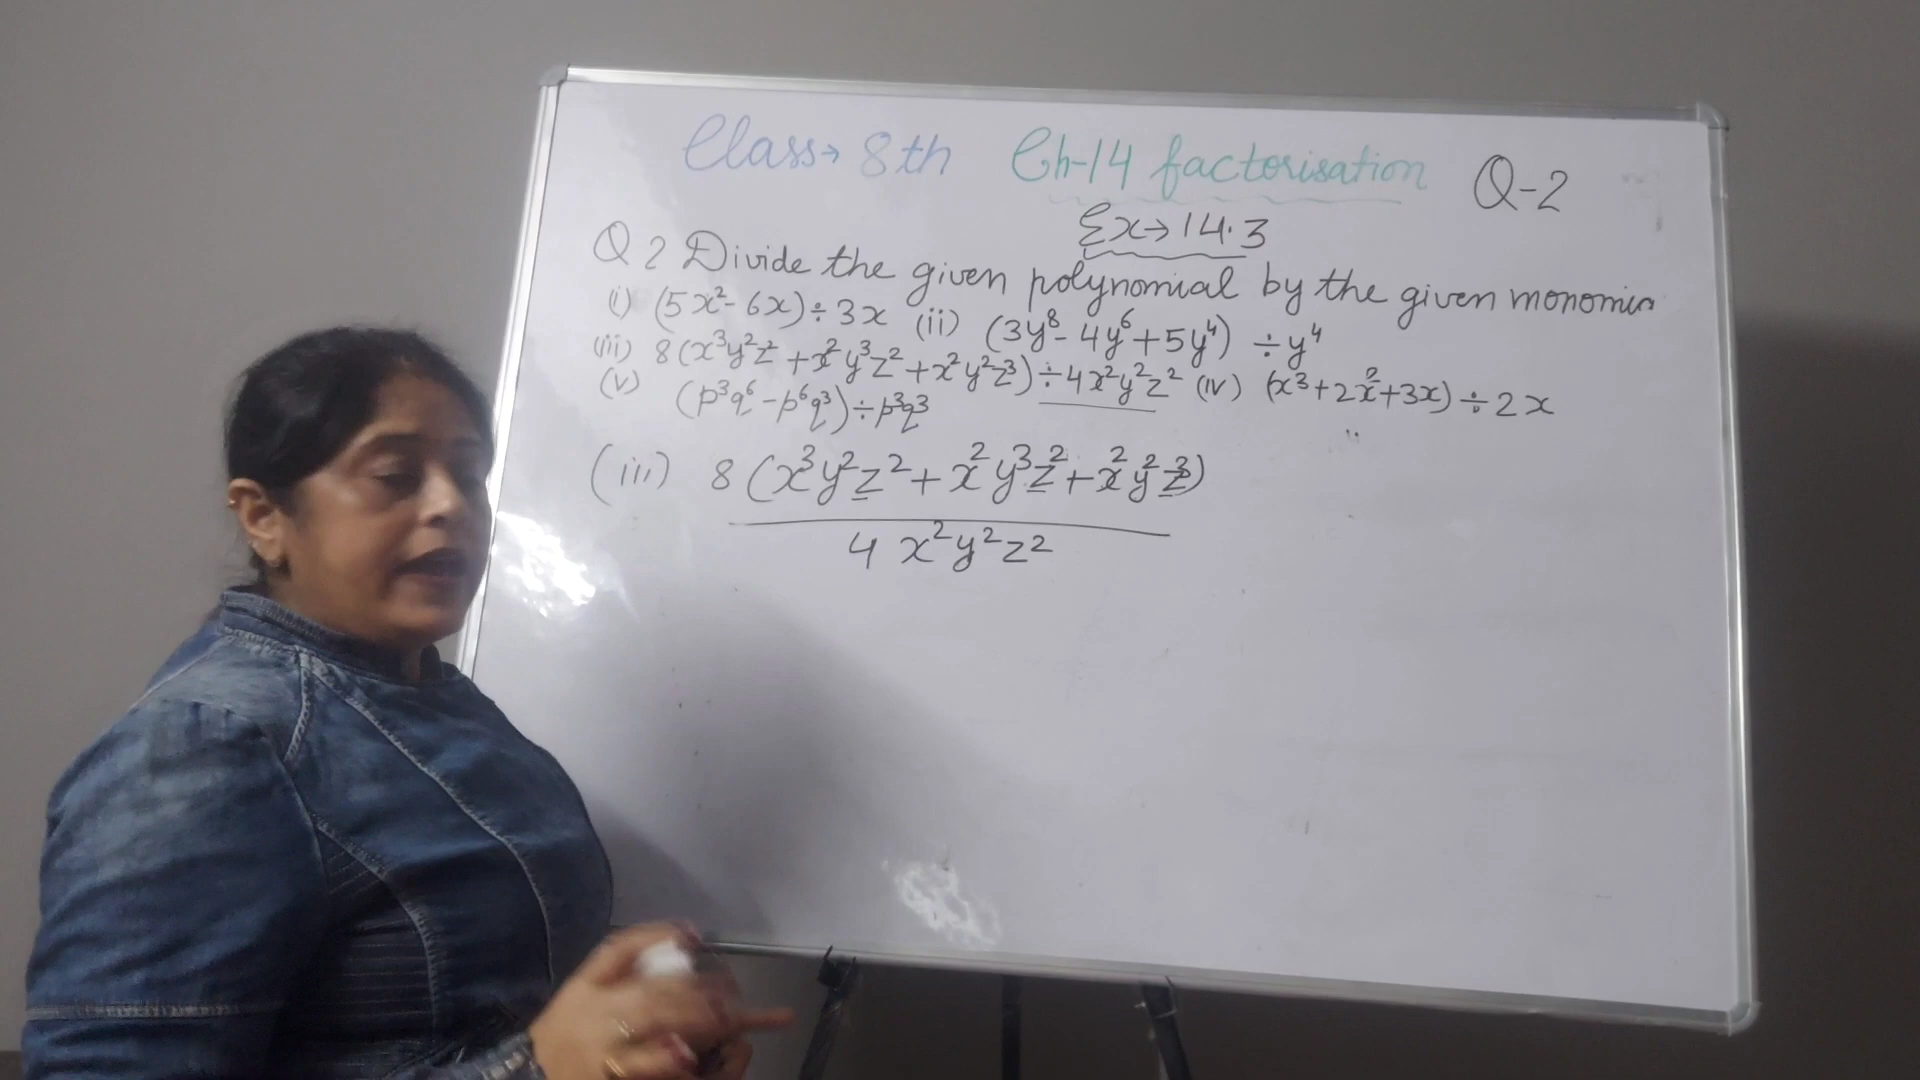 Class→ 8th Ch-14 factorisation Q-2
Ex→14.3
Q 2 Divide the given polynomial by the given monomia
(i) (5x²- 6x)÷3x (ii) (3y⁸- 4y⁶+5y⁴) ÷y⁴
(iii) 8(x³y²z² +x²y³z²+x²y²z³)÷4x²y²z² (iv) (x³+2x²+3x)÷2x
(v) (p³q⁶-p⁶q³)÷p³q³
(iii) 8 (x³y²z²+x²y³z²+x²y²z³)
4 x²y²z²